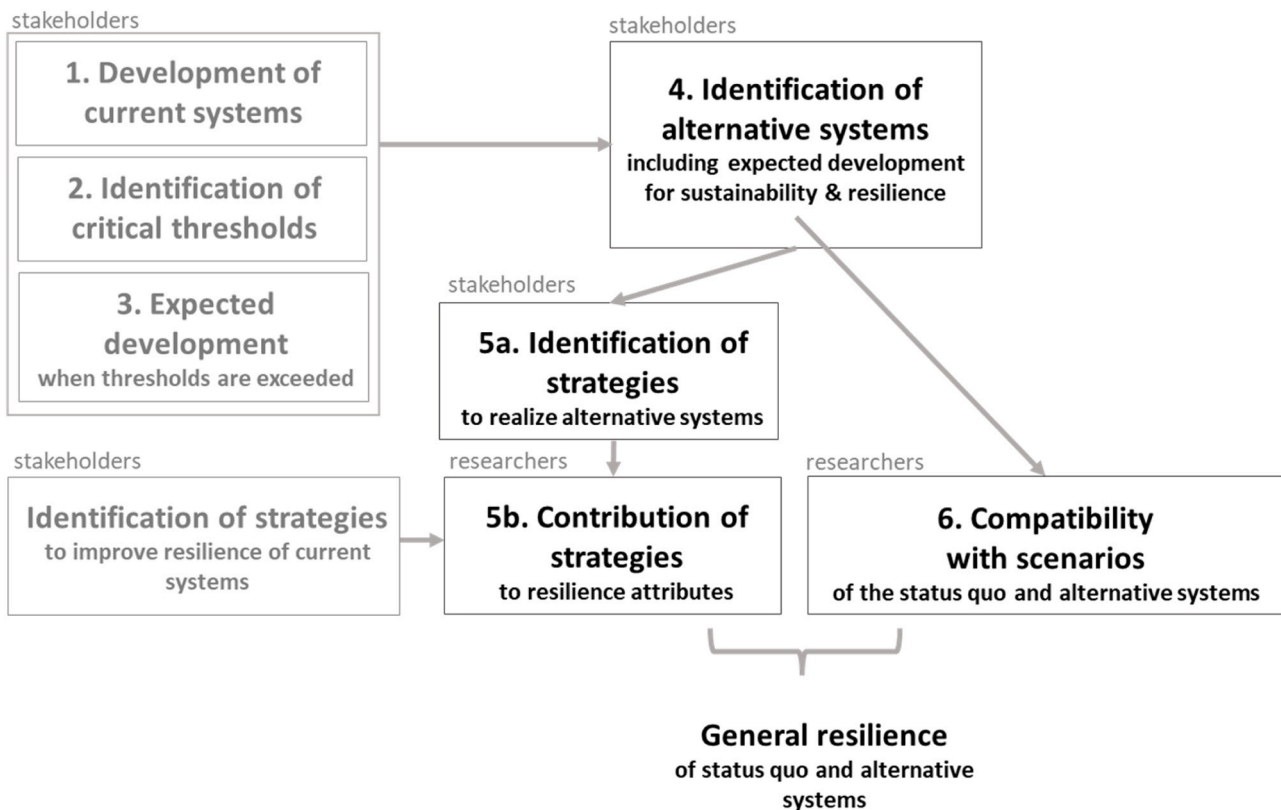 stakeholders
1. Development of
current systems
2. Identification of
critical thresholds
3. Expected
development
when thresholds are exceeded
stakeholders
4. Identification of
alternative systems
including expected development
for sustainability & resilience
stakeholders
5a. Identification of
strategies
to realize alternative systems
stakeholders
Identification of strategies
to improve resilience of current
systems
researchers
5b. Contribution of
strategies
to resilience attributes
researchers
6. Compatibility
with scenarios
of the status quo and alternative systems
General resilience
of status quo and alternative
systems